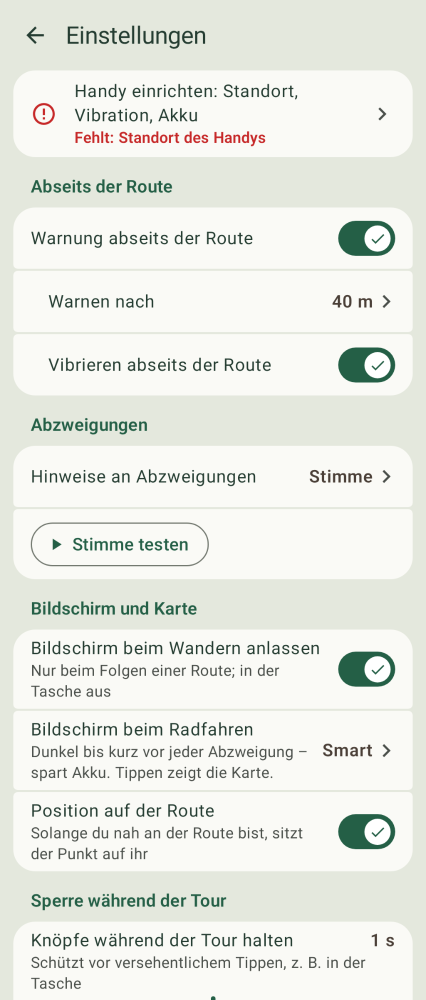 Einstellungen
Handy einrichten: Standort,
Vibration, Akku
Fehlt: Standort des Handys
Abseits der Route
Warnung abseits der Route
Warnen nach
40 m
Vibrieren abseits der Route
Abzweigungen
Hinweise an Abzweigungen
Stimme
Stimme testen
Bildschirm und Karte
Bildschirm beim Wandern anlassen
Nur beim Folgen einer Route; in der
Tasche aus
Bildschirm beim Radfahren
Dunkel bis kurz vor jeder Abzweigung –
spart Akku. Tippen zeigt die Karte.
Smart
Position auf der Route
Solange du nah an der Route bist, sitzt
der Punkt auf ihr
Sperre während der Tour
Knöpfe während der Tour halten
1 s
Schützt vor versehentlichem Tippen, z. B. in der
Tasche